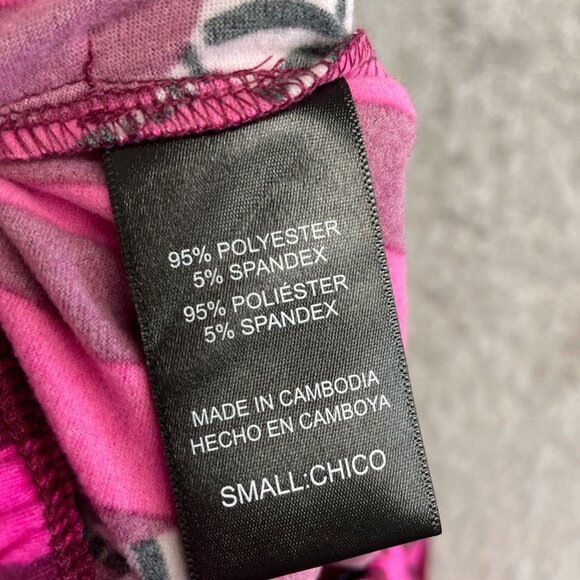 95% POLYESTER
5% SPANDEX
95% POLIÉSTER
5% SPANDEX
MADE IN CAMBODIA
HECHO EN CAMBOYA
SMALL:CHICO